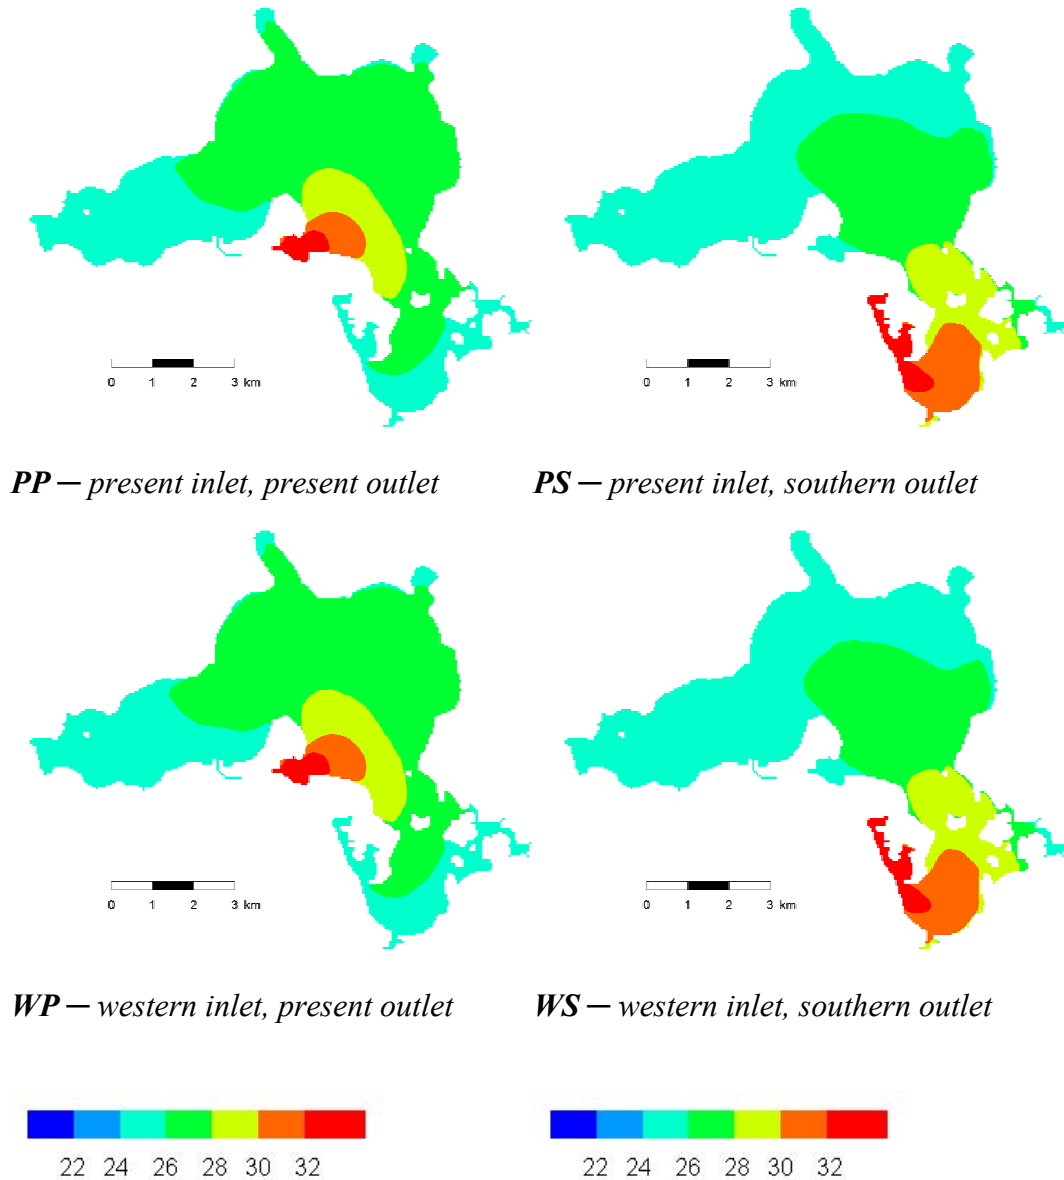 0 1 2 3 km
0 1 2 3 km
PP — present inlet, present outlet
PS — present inlet, southern outlet
0 1 2 3 km
0 1 2 3 km
WP — western inlet, present outlet
WS — western inlet, southern outlet
22 24 26 28 30 32
22 24 26 28 30 32